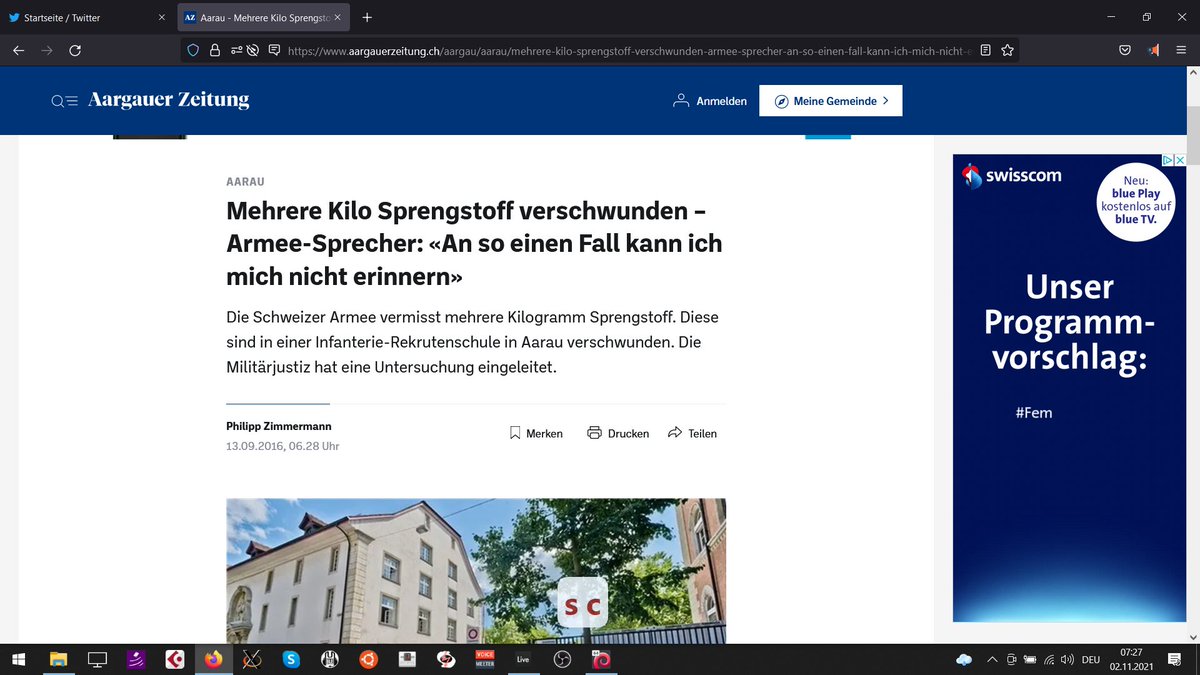 Startseite / Twitter
AZ Aarau - Mehrere Kilo Sprengsto
https://www.aargauerzeitung.ch/aargau/aarau/mehrere-kilo-sprengstoff-verschwunden-armee-sprecher-an-so-einen-fall-kann-ich-mich-nicht-e
Aargauer Zeitung
Anmelden
Meine Gemeinde
AARAU
Mehrere Kilo Sprengstoff verschwunden –
Armee-Sprecher: «An so einen Fall kann ich
mich nicht erinnern»
Die Schweizer Armee vermisst mehrere Kilogramm Sprengstoff. Diese
sind in einer Infanterie-Rekrutenschule in Aarau verschwunden. Die
Militärjustiz hat eine Untersuchung eingeleitet.
Philipp Zimmermann
13.09.2016, 06.28 Uhr
Merken
Drucken
Teilen
swisscom
Neu:
blue Play
kostenlos auf
blue TV.
Unser
Programm-
vorschlag:
#Fem
s c
VOICE
MEETER
Live
DEU
07:27
02.11.2021